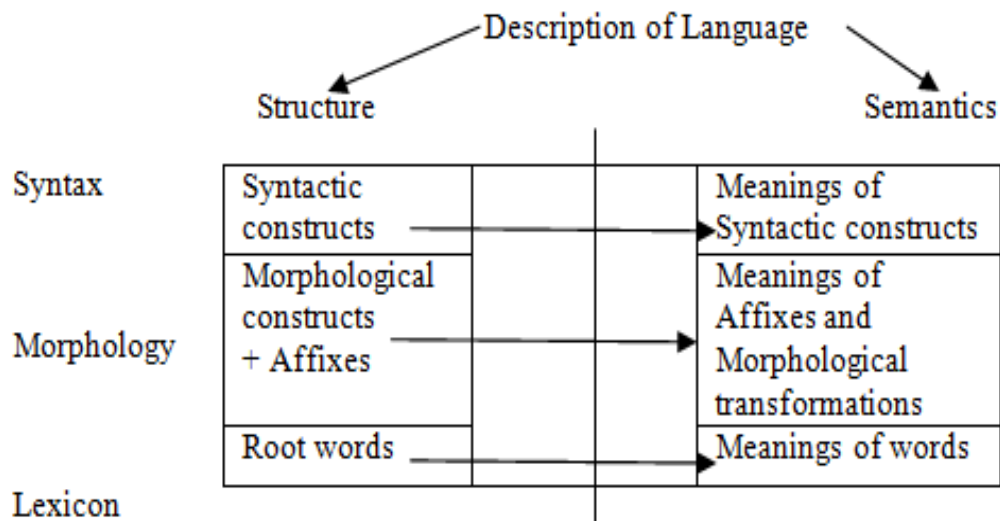 Description of Language
Structure
Semantics
Syntax
Syntactic
constructs
Meanings of
Syntactic constructs
Morphology
Morphological
constructs
+ Affixes
Meanings of
Affixes and
Morphological
transformations
Root words
Meanings of words
Lexicon